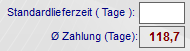 Standardlieferzeit ( Tage ):
Ø Zahlung (Tage): 118,7